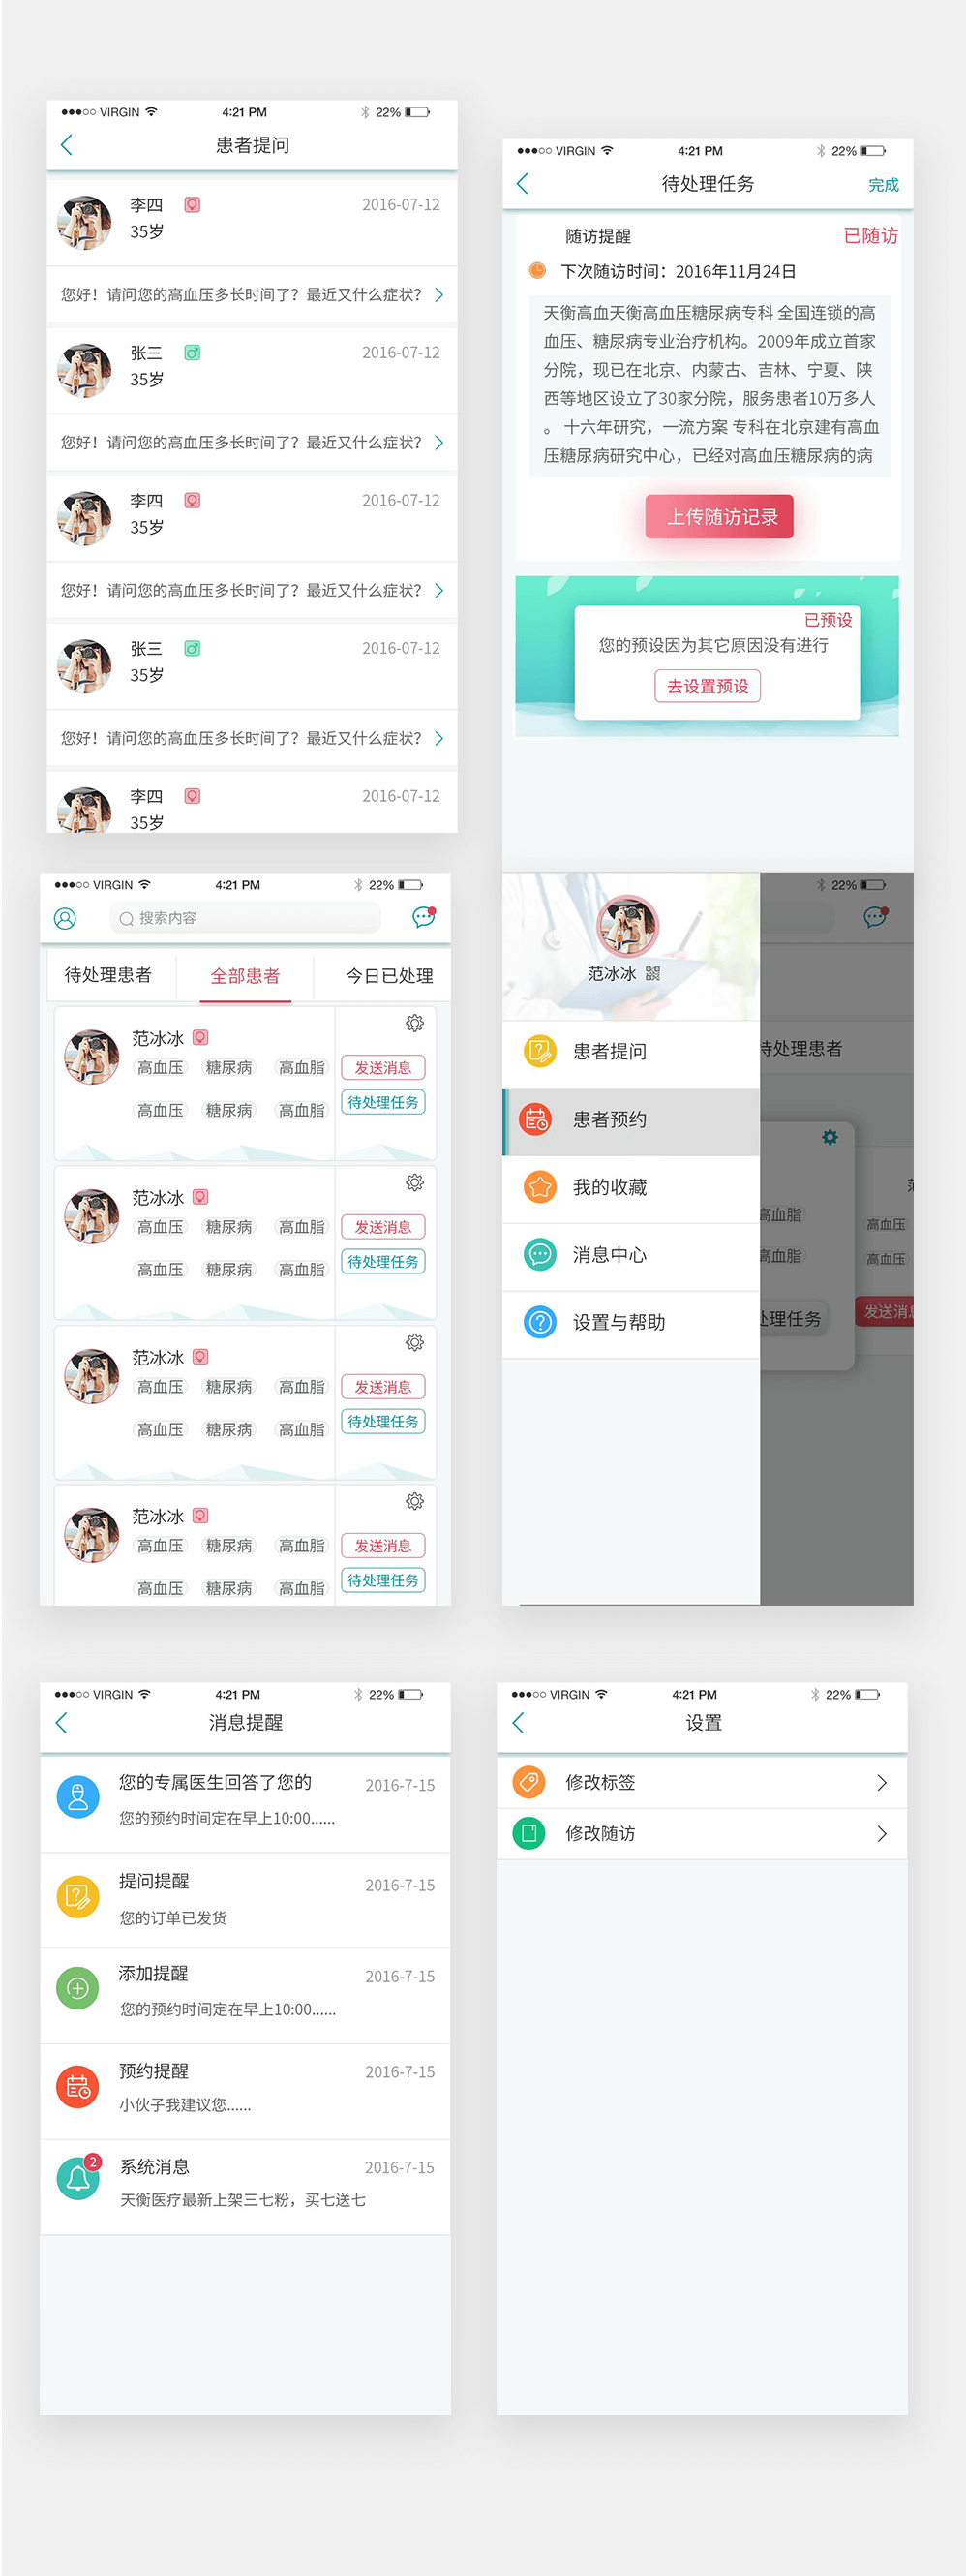 VIRGIN 4:21 PM 22%
患者提问
李四 2016-07-12
35岁
您好！请问您的高血压多长时间了？最近又什么症状？
张三 2016-07-12
35岁
您好！请问您的高血压多长时间了？最近又什么症状？
李四 2016-07-12
35岁
您好！请问您的高血压多长时间了？最近又什么症状？
张三 2016-07-12
35岁
您好！请问您的高血压多长时间了？最近又什么症状？
李四 2016-07-12
35岁
VIRGIN 4:21 PM 22%
待处理任务 完成
随访提醒 已随访
下次随访时间：2016年11月24日
天衡高血天衡高血压糖尿病专科 全国连锁的高
血压、糖尿病专业治疗机构。2009年成立首家
分院，现已在北京、内蒙古、吉林、宁夏、陕
西等地区设立了30家分院，服务患者10万多人
。 十六年研究，一流方案 专科在北京建有高血
压糖尿病研究中心，已经对高血压糖尿病的病
上传随访记录
已预设
您的预设因为其它原因没有进行
去设置预设
VIRGIN 4:21 PM 22%
搜索内容
待处理患者 全部患者 今日已处理
范冰冰
高血压 糖尿病 高血脂 发送消息
高血压 糖尿病 高血脂 待处理任务
范冰冰
高血压 糖尿病 高血脂 发送消息
高血压 糖尿病 高血脂 待处理任务
范冰冰
高血压 糖尿病 高血脂 发送消息
高血压 糖尿病 高血脂 待处理任务
范冰冰
高血压 糖尿病 高血脂 发送消息
高血压 糖尿病 高血脂 待处理任务
22%
范冰冰
患者提问
待处理患者
患者预约
我的收藏
高血脂 高血压
消息中心
高血脂 高血压
设置与帮助
处理任务 发送消息
VIRGIN 4:21 PM 22%
消息提醒
您的专属医生回答了您的 2016-7-15
您的预约时间定在早上10:00......
提问提醒 2016-7-15
您的订单已发货
添加提醒 2016-7-15
您的预约时间定在早上10:00......
预约提醒 2016-7-15
小伙子我建议您......
2
系统消息 2016-7-15
天衡医疗最新上架三七粉，买七送七
VIRGIN 4:21 PM 22%
设置
修改标签
修改随访